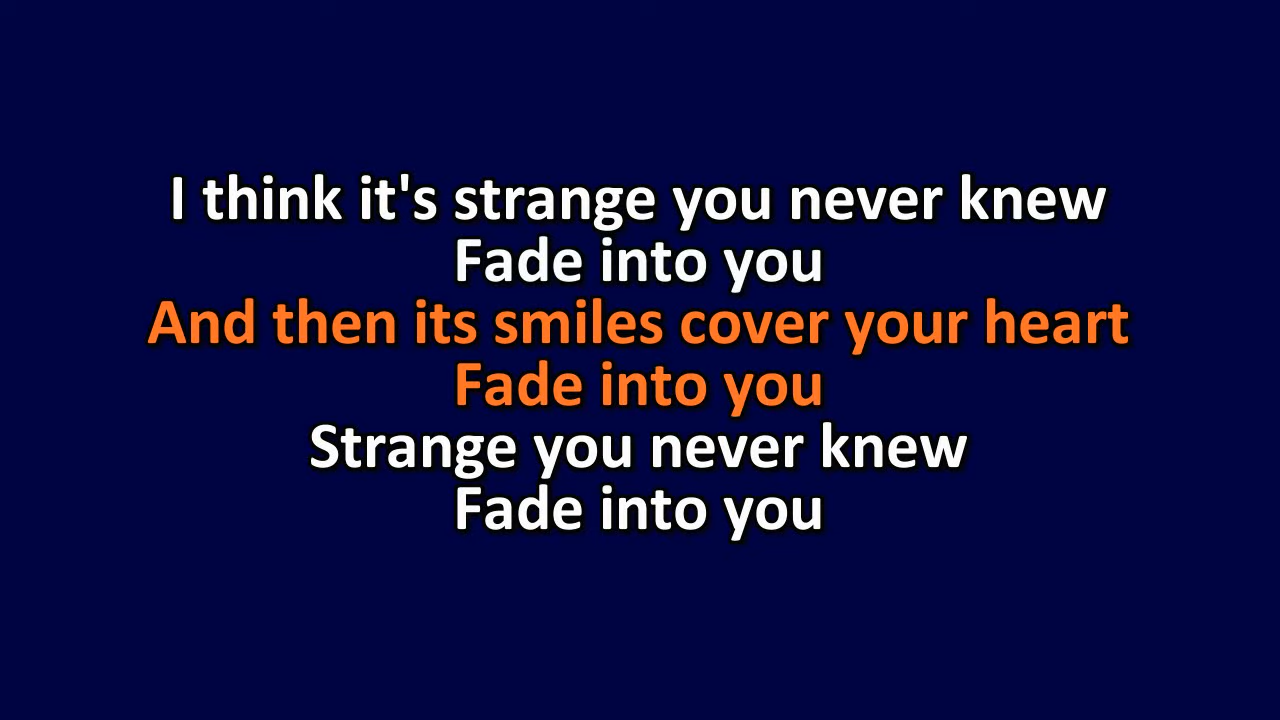 I think it's strange you never knew
Fade into you
And then its smiles cover your heart
Fade into you
Strange you never knew
Fade into you